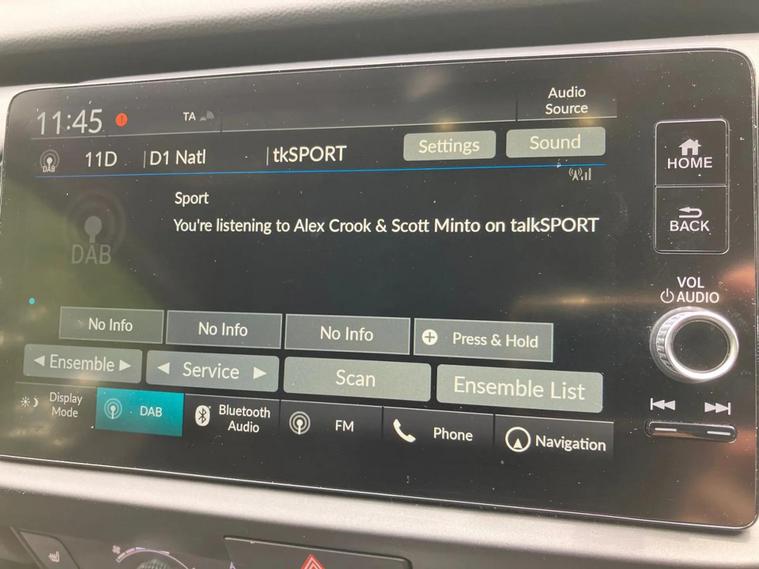 11:45
TA
Audio
Source
DAB
11D
D1 Natl
tkSPORT
Settings
Sound
HOME
Sport
You're listening to Alex Crook & Scott Minto on talkSPORT
BACK
DAB
VOL
AUDIO
No Info
No Info
No Info
Press & Hold
Ensemble
Service
Scan
Ensemble List
Display
Mode
DAB
Bluetooth
Audio
FM
Phone
Navigation